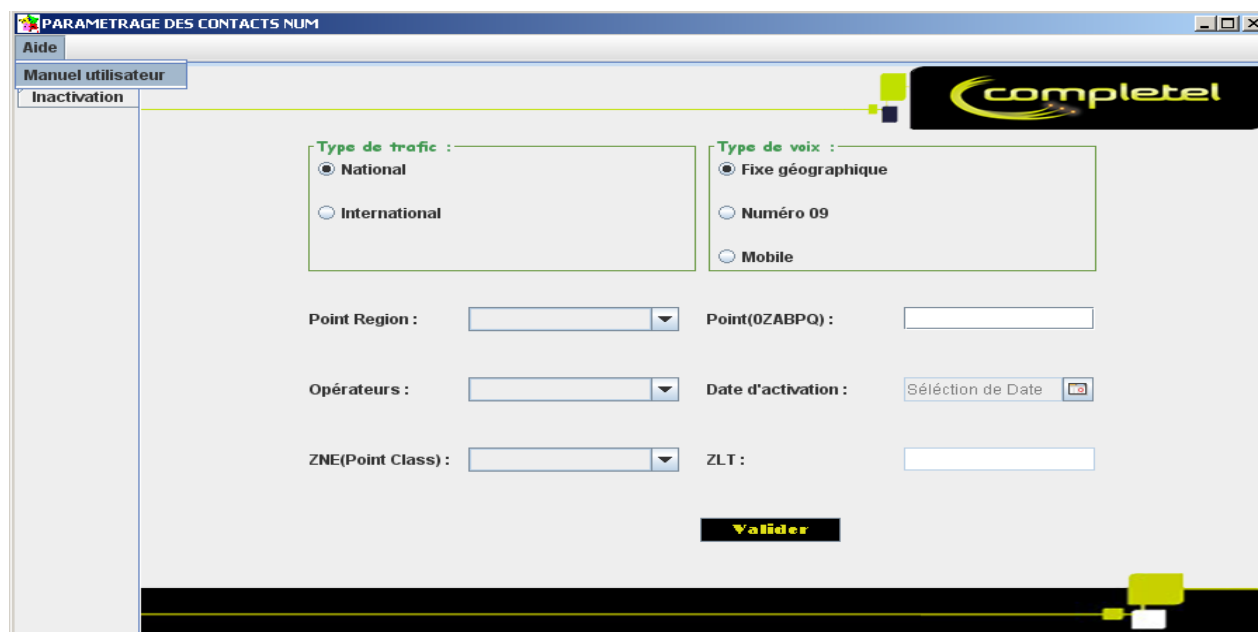 PARAMETRAGE DES CONTACTS NUM
Aide
Manuel utilisateur
Inactivation
completel
Type de trafic :
National
International
Type de voix :
Fixe géographique
Numéro 09
Mobile
Point Region :
Point(0ZABPQ) :
Opérateurs :
Date d'activation :
Séléction de Date
ZNE(Point Class) :
ZLT :
Valider